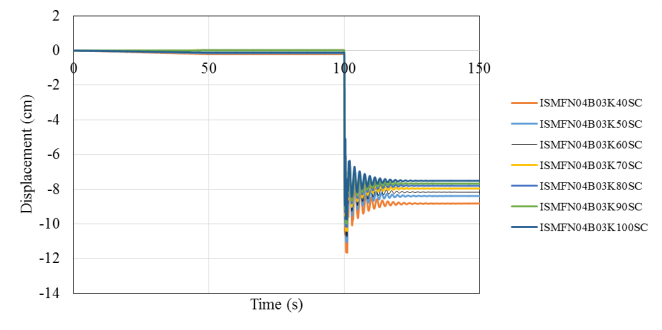 2
0
0
50
100
150
-2
-4
-6
-8
-10
-12
-14
Displacement (cm)
Time (s)
ISMFN04B03K40SC
ISMFN04B03K50SC
ISMFN04B03K60SC
ISMFN04B03K70SC
ISMFN04B03K80SC
ISMFN04B03K90SC
ISMFN04B03K100SC